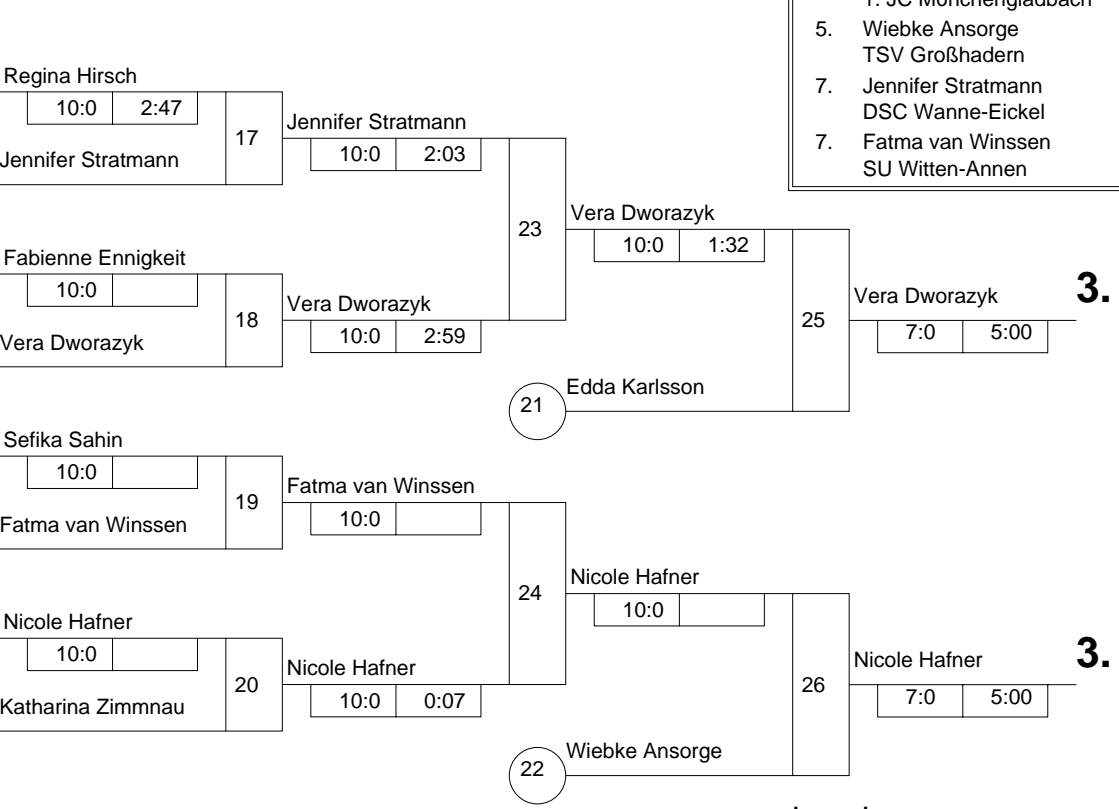 5. Wiebke Ansorge
TSV Großhadern
7. Jennifer Stratmann
DSC Wanne-Eickel
7. Fatma van Winssen
SU Witten-Annen
Regina Hirsch
10:0 2:47
Jennifer Stratmann
17
Jennifer Stratmann
10:0 2:03
Fabienne Ennigkeit
10:0
Vera Dworazyk
18
Vera Dworazyk
10:0 2:59
23
Vera Dworazyk
10:0 1:32
21
Edda Karlsson
25
Vera Dworazyk
7:0 5:00
3.
Sefika Sahin
10:0
Fatma van Winssen
19
Fatma van Winssen
10:0
Nicole Hafner
10:0
Katharina Zimmnau
20
Nicole Hafner
10:0 0:07
24
Nicole Hafner
10:0
22
Wiebke Ansorge
26
Nicole Hafner
7:0 5:00
3.